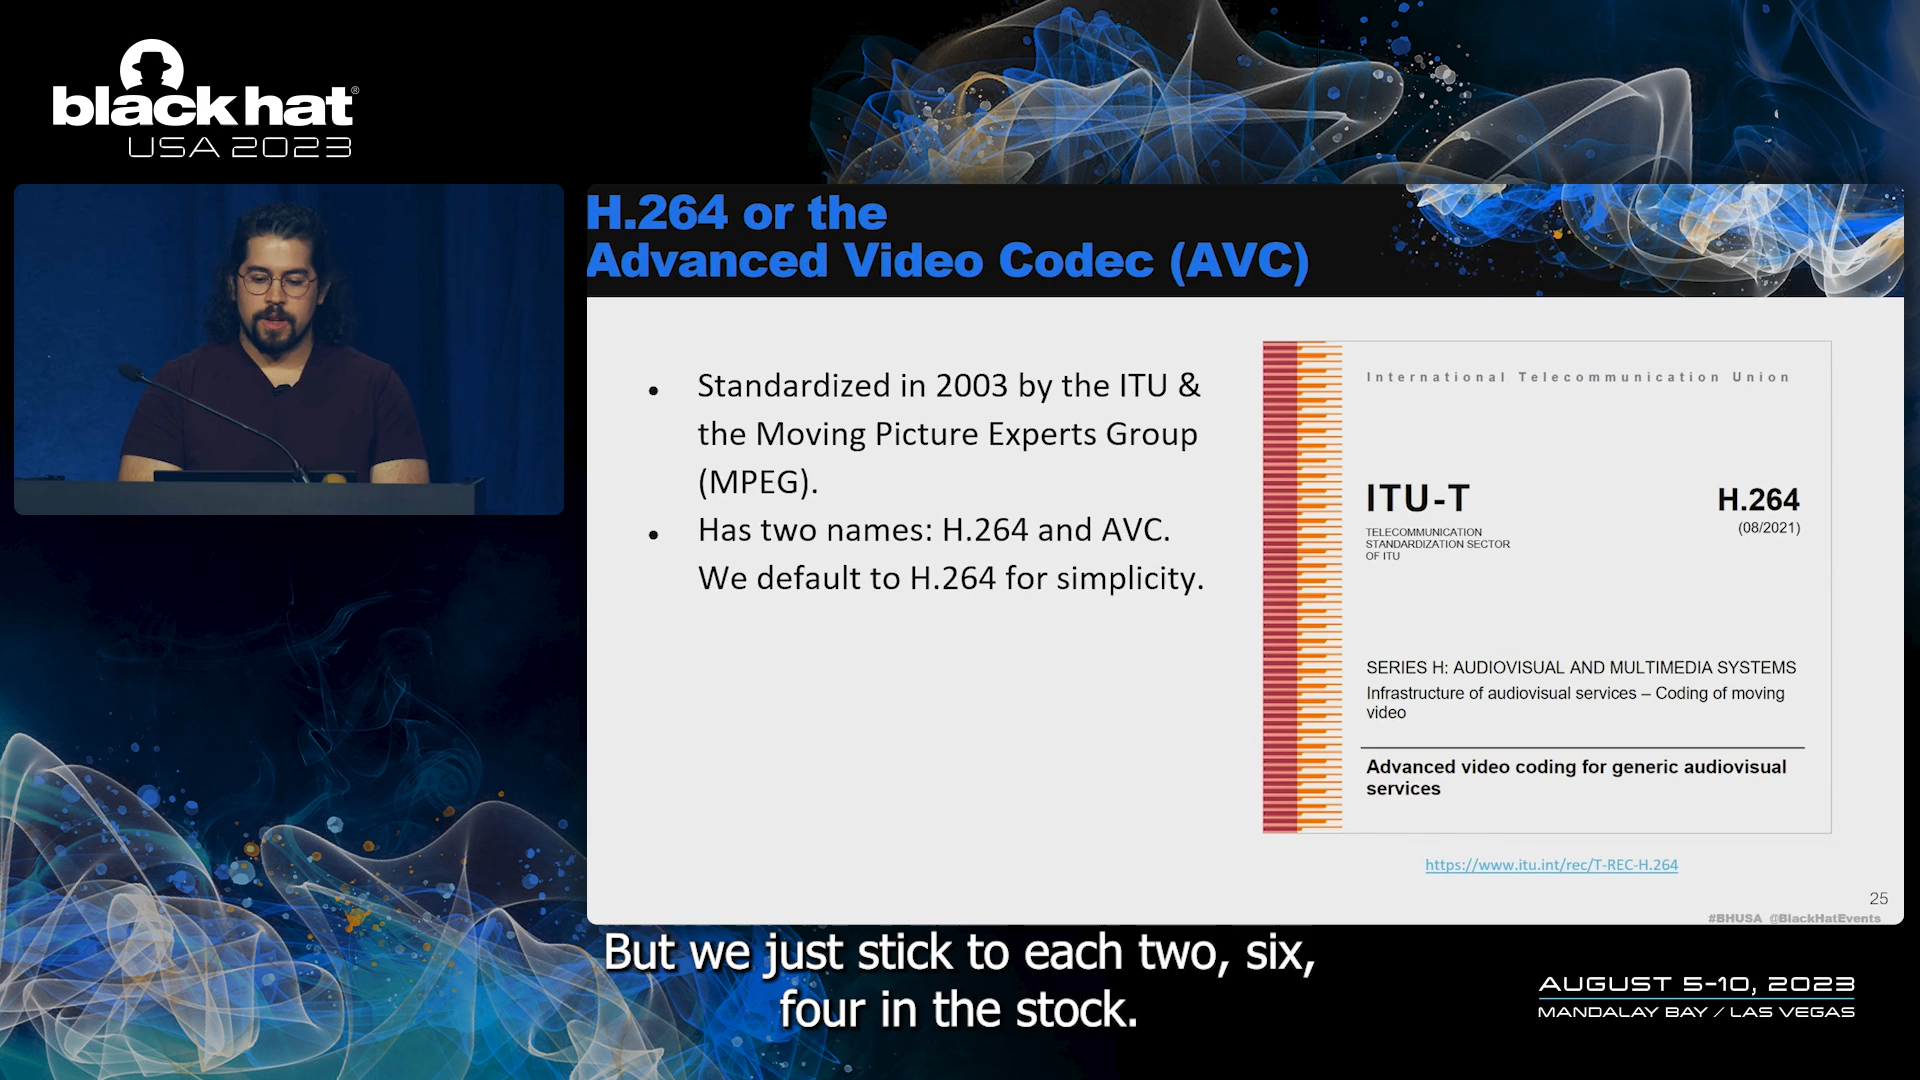 blackhat®
USA 2023
H.264 or the
Advanced Video Codec (AVC)
• Standardized in 2003 by the ITU &
the Moving Picture Experts Group
(MPEG).
• Has two names: H.264 and AVC.
We default to H.264 for simplicity.
International Telecommunication Union
ITU-T
H.264
TELECOMMUNICATION
STANDARDIZATION SECTOR
OF ITU
(08/2021)
SERIES H: AUDIOVISUAL AND MULTIMEDIA SYSTEMS
Infrastructure of audiovisual services – Coding of moving
video
Advanced video coding for generic audiovisual
services
https://www.itu.int/rec/T-REC-H.264
25
#BHUSA @BlackHatEvents
But we just stick to each two, six,
four in the stock.
AUGUST 5-10, 2023
MANDALAY BAY / LAS VEGAS